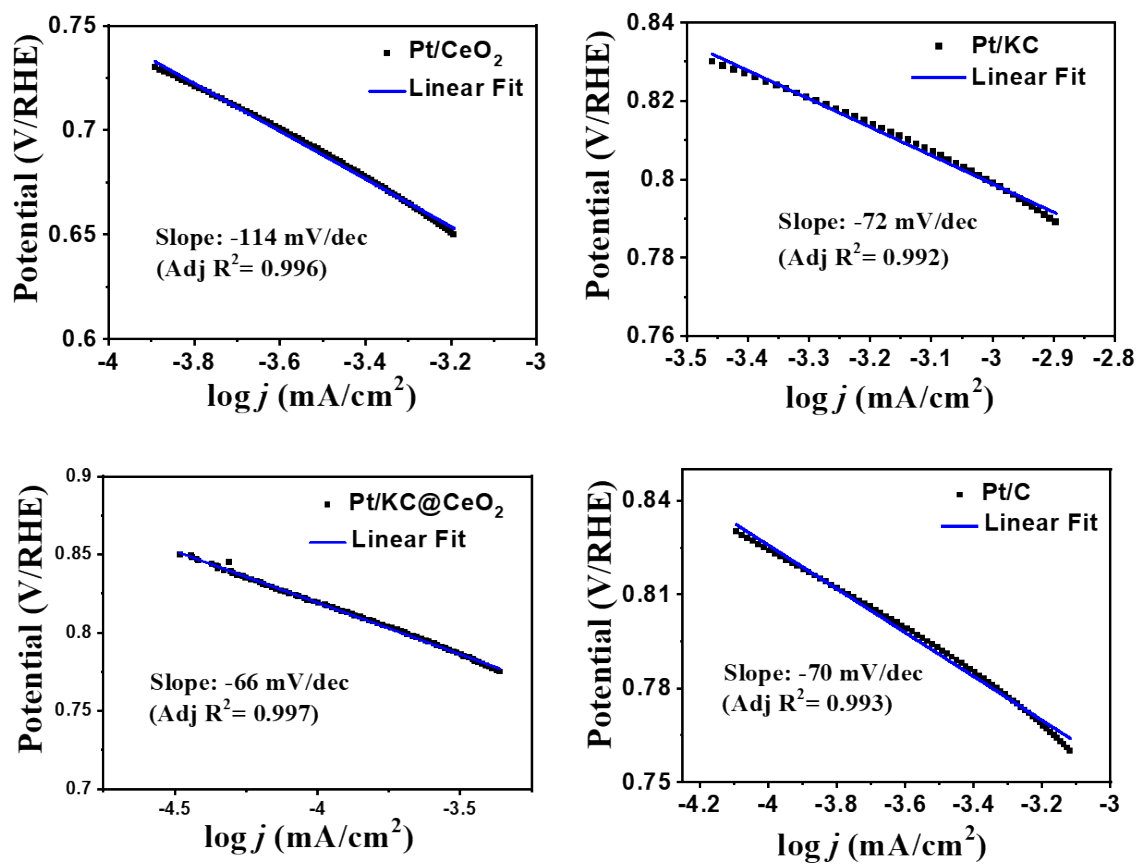 Potential (V/RHE)
0.75
0.7
0.65
0.6
Pt/CeO₂
Linear Fit
Slope: -114 mV/dec
(Adj R²= 0.996)
-4 -3.8 -3.6 -3.4 -3.2 -3
log j (mA/cm²)
Potential (V/RHE)
0.84
0.82
0.8
0.78
0.76
Pt/KC
Linear Fit
Slope: -72 mV/dec
(Adj R²= 0.992)
-3.5 -3.4 -3.3 -3.2 -3.1 -3 -2.9 -2.8
log j (mA/cm²)
Potential (V/RHE)
0.9
0.85
0.8
0.75
0.7
Pt/KC@CeO₂
Linear Fit
Slope: -66 mV/dec
(Adj R²= 0.997)
-4.5 -4 -3.5
log j (mA/cm²)
Potential (V/RHE)
0.84
0.81
0.78
0.75
Pt/C
Linear Fit
Slope: -70 mV/dec
(Adj R²= 0.993)
-4.2 -4 -3.8 -3.6 -3.4 -3.2 -3
log j (mA/cm²)